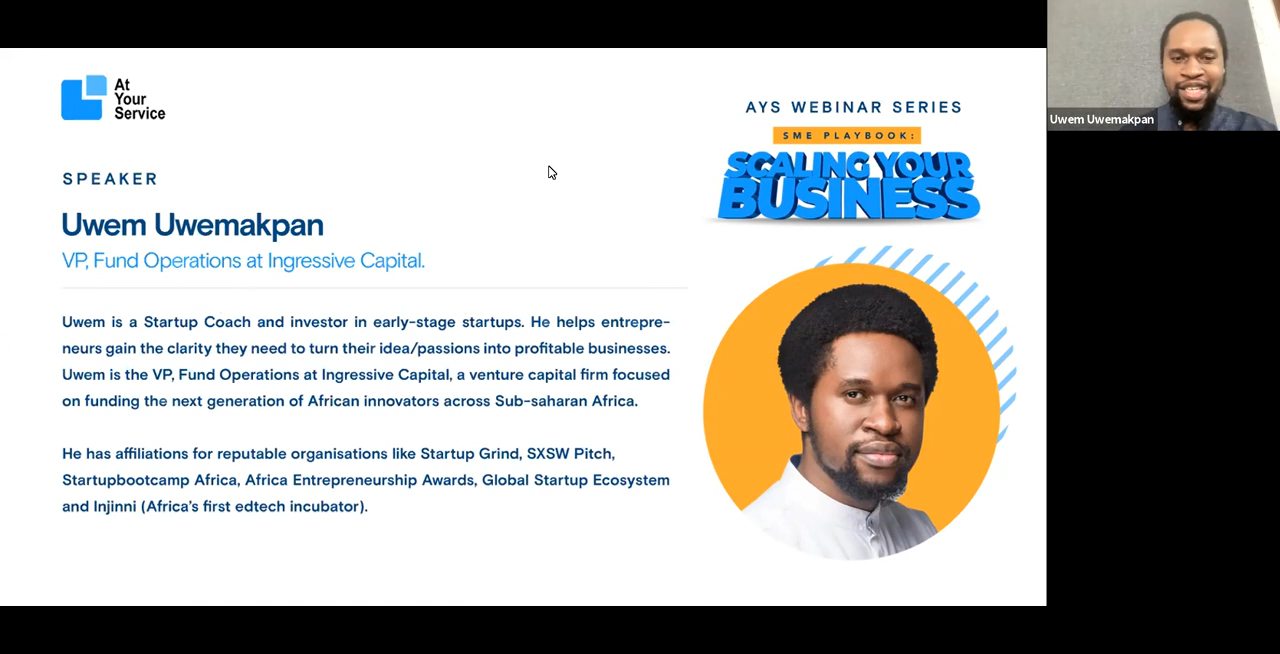 At
Your
Service
AYS WEBINAR SERIES
SME PLAYBOOK:
SCALING YOUR
BUSINESS
Uwem Uwemakpan
SPEAKER
Uwem Uwemakpan
VP, Fund Operations at Ingressive Capital.
Uwem is a Startup Coach and investor in early-stage startups. He helps entrepre-
neurs gain the clarity they need to turn their idea/passions into profitable businesses.
Uwem is the VP, Fund Operations at Ingressive Capital, a venture capital firm focused
on funding the next generation of African innovators across Sub-saharan Africa.
He has affiliations for reputable organisations like Startup Grind, SXSW Pitch,
Startupbootcamp Africa, Africa Entrepreneurship Awards, Global Startup Ecosystem
and Injinni (Africa's first edtech incubator).